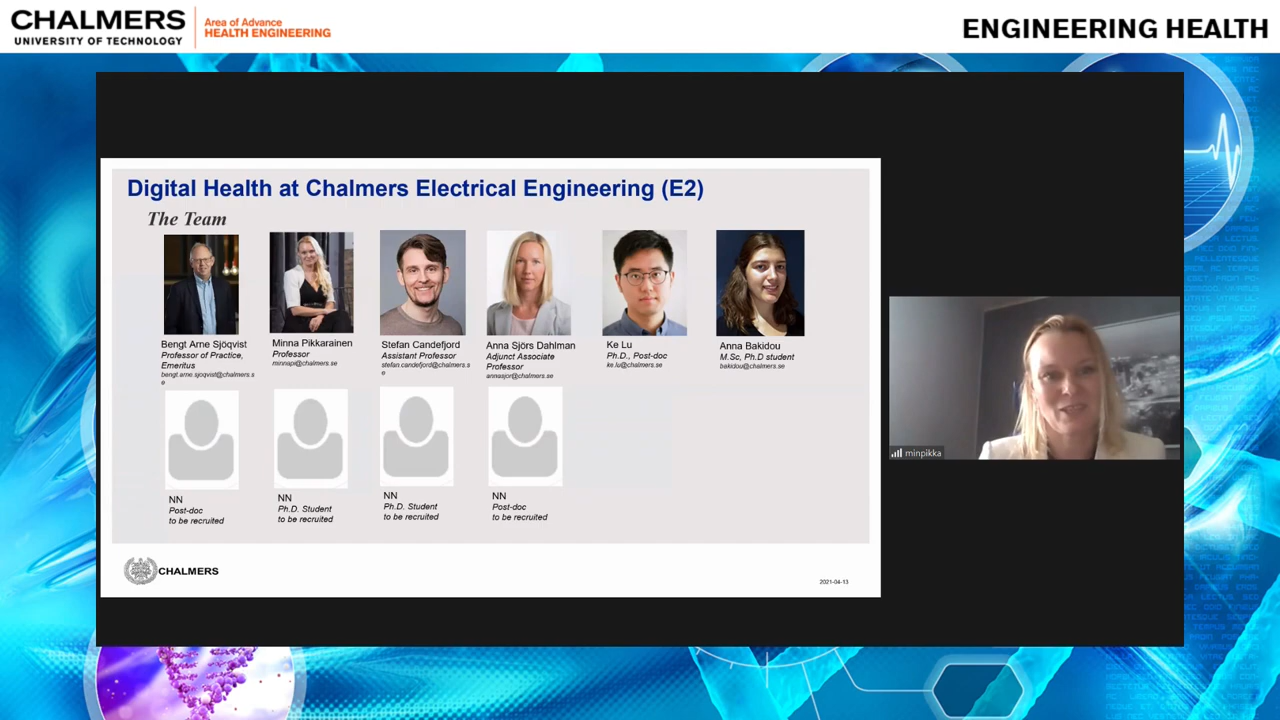 CHALMERS
UNIVERSITY OF TECHNOLOGY
Area of Advance
HEALTH ENGINEERING
ENGINEERING HEALTH
Digital Health at Chalmers Electrical Engineering (E2)
The Team
Bengt Arne Sjöqvist
Professor of Practice,
Emeritus
bengt.arne.sjoqvist@chalmers.s
e
Minna Pikkarainen
Professor
minnapi@chalmers.se
Stefan Candefjord
Assistant Professor
stefan.candefjord@chalmers.s
e
Anna Sjörs Dahlman
Adjunct Associate
Professor
annasjor@chalmers.se
Ke Lu
Ph.D., Post-doc
ke.lu@chalmers.se
Anna Bakidou
M.Sc, Ph.D student
bakidou@chalmers.se
NN
Post-doc
to be recruited
NN
Ph.D. Student
to be recruited
NN
Ph.D. Student
to be recruited
NN
Post-doc
to be recruited
CHALMERS
2021-04-13
minpikka